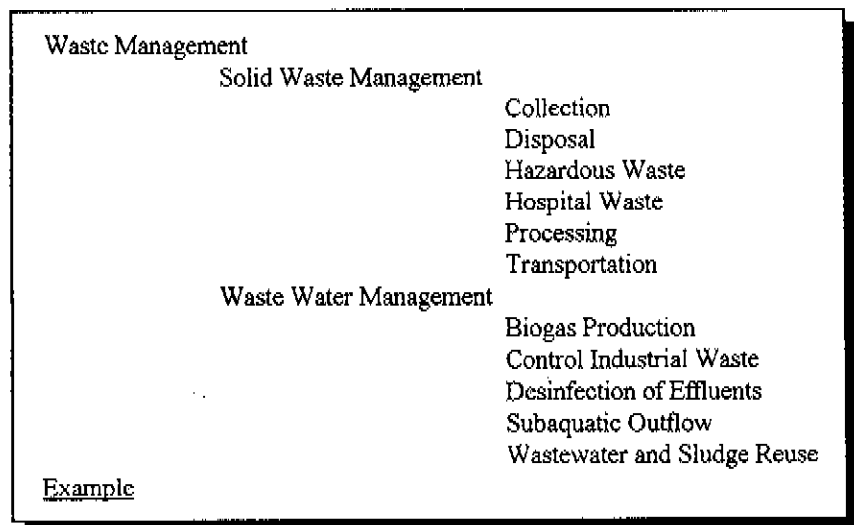 Waste Management
Solid Waste Management
Collection
Disposal
Hazardous Waste
Hospital Waste
Processing
Transportation
Waste Water Management
Biogas Production
Control Industrial Waste
Desinfection of Effluents
Subaquatic Outflow
Wastewater and Sludge Reuse
Example